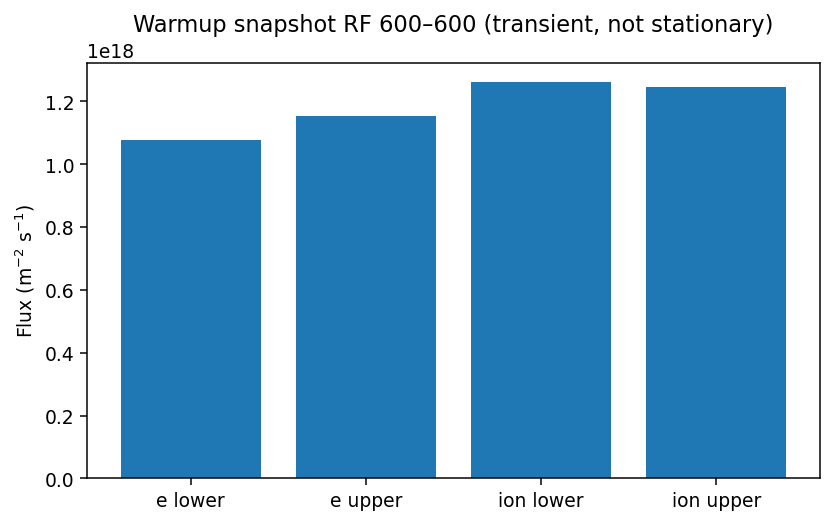 Warmup snapshot RF 600–600 (transient, not stationary)
1e18
1.2
1.0
0.8
0.6
0.4
0.2
0.0
Flux (m⁻² s⁻¹)
e lower
e upper
ion lower
ion upper